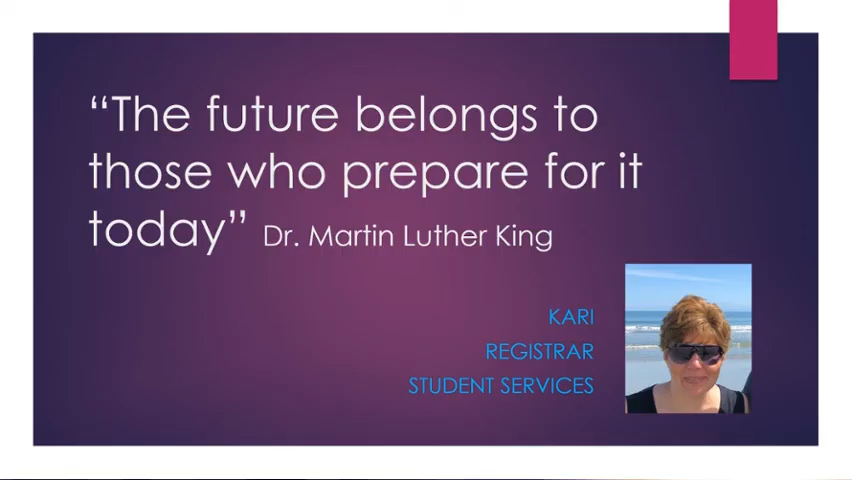 “The future belongs to
those who prepare for it
today” Dr. Martin Luther King
KARI
REGISTRAR
STUDENT SERVICES